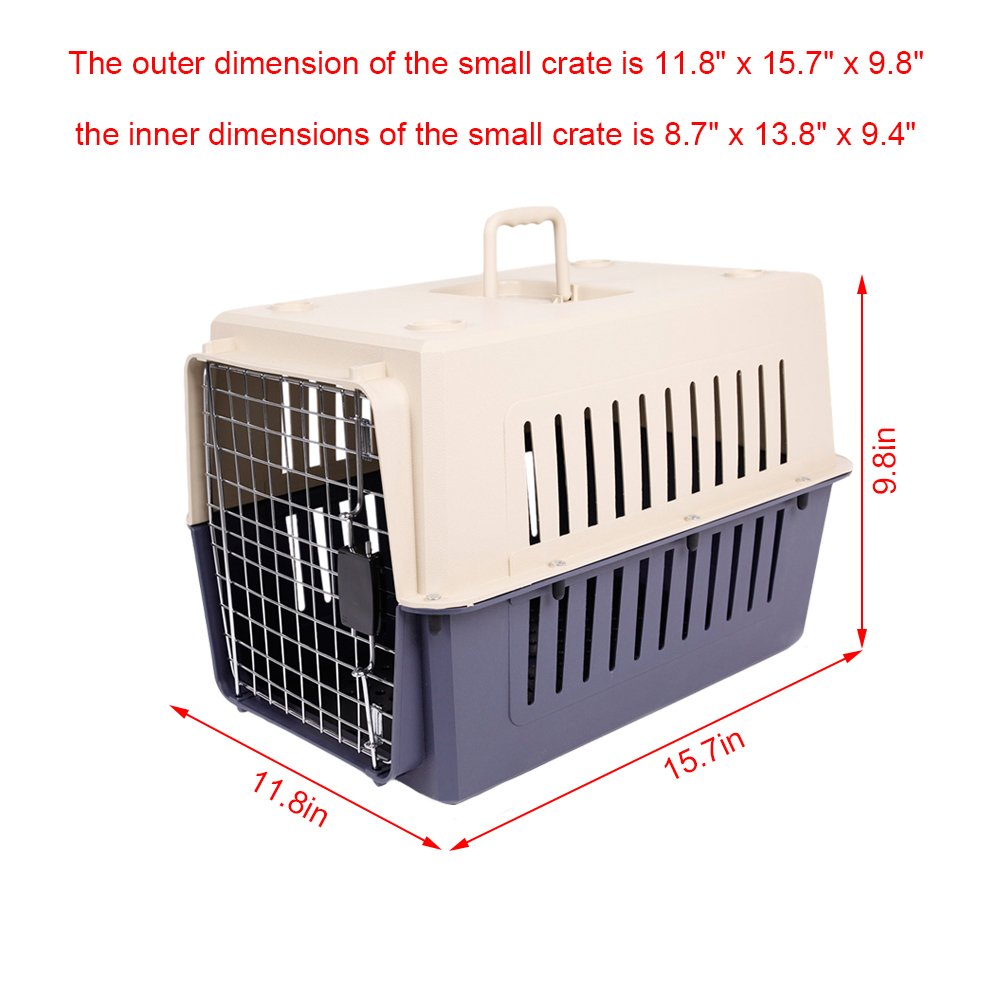 The outer dimension of the small crate is 11.8" x 15.7" x 9.8"
the inner dimensions of the small crate is 8.7" x 13.8" x 9.4"
9.8in
15.7in
11.8in